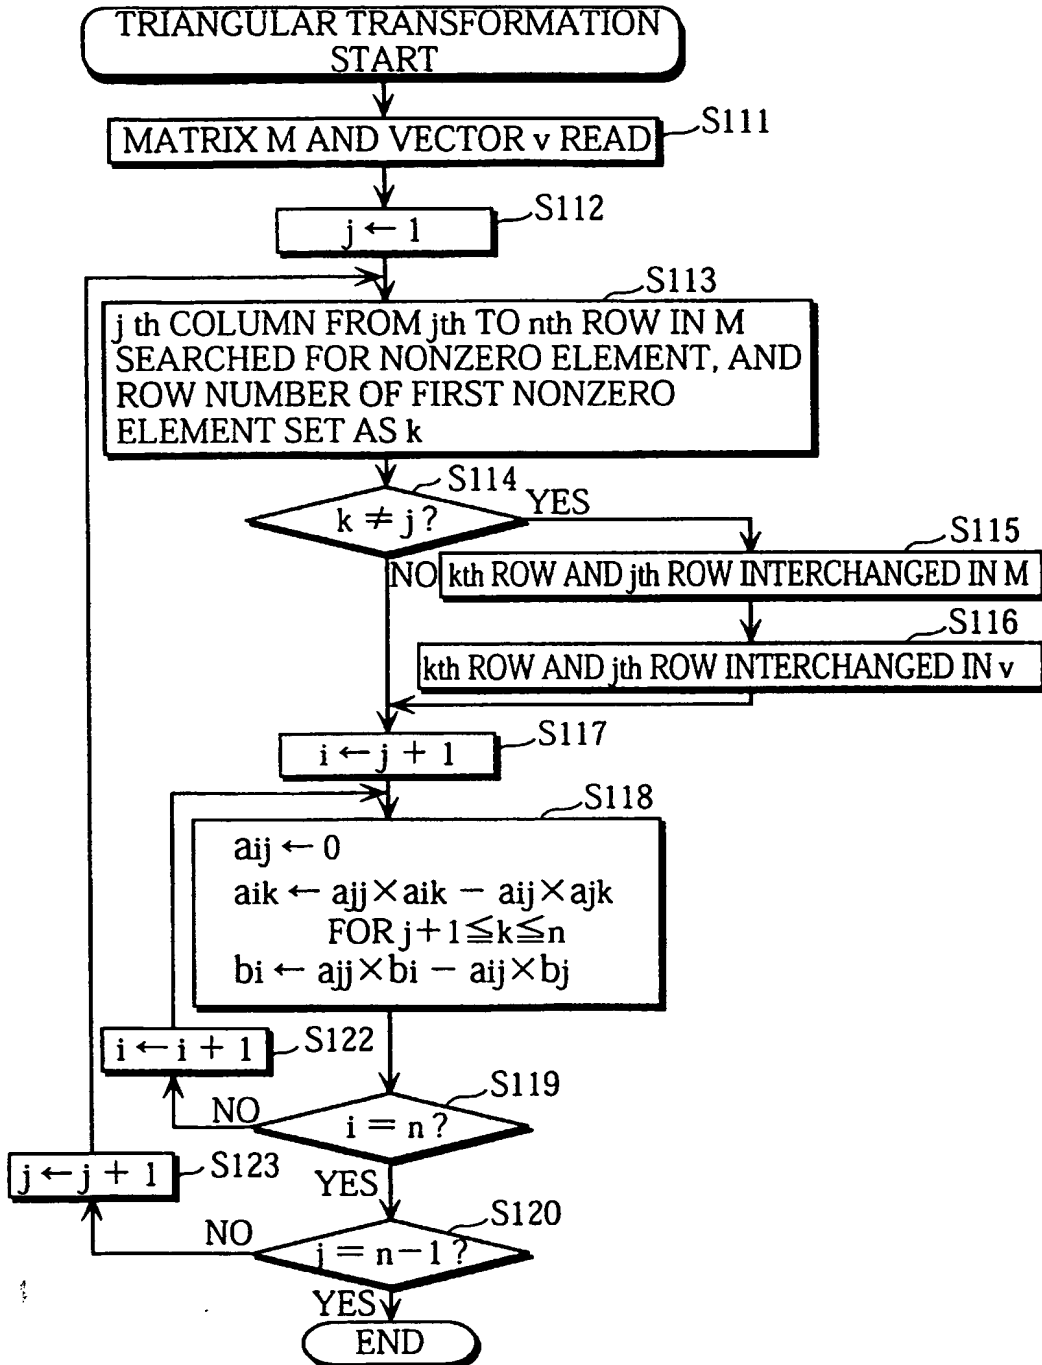 TRIANGULAR TRANSFORMATION
START
MATRIX M AND VECTOR v READ
S111
j ← 1
S112
S113
j th COLUMN FROM jth TO nth ROW IN M
SEARCHED FOR NONZERO ELEMENT, AND
ROW NUMBER OF FIRST NONZERO
ELEMENT SET AS k
S114
k ≠ j?
YES
NO
S115
kth ROW AND jth ROW INTERCHANGED IN M
S116
kth ROW AND jth ROW INTERCHANGED IN v
i ← j + 1
S117
S118
aij ← 0
aik ← ajj×aik − aij×ajk
FOR j+1≦k≦n
bi ← ajj×bi − aij×bj
i ← i + 1
S122
S119
i = n?
NO
YES
j ← j + 1
S123
S120
j = n−1?
NO
YES
END